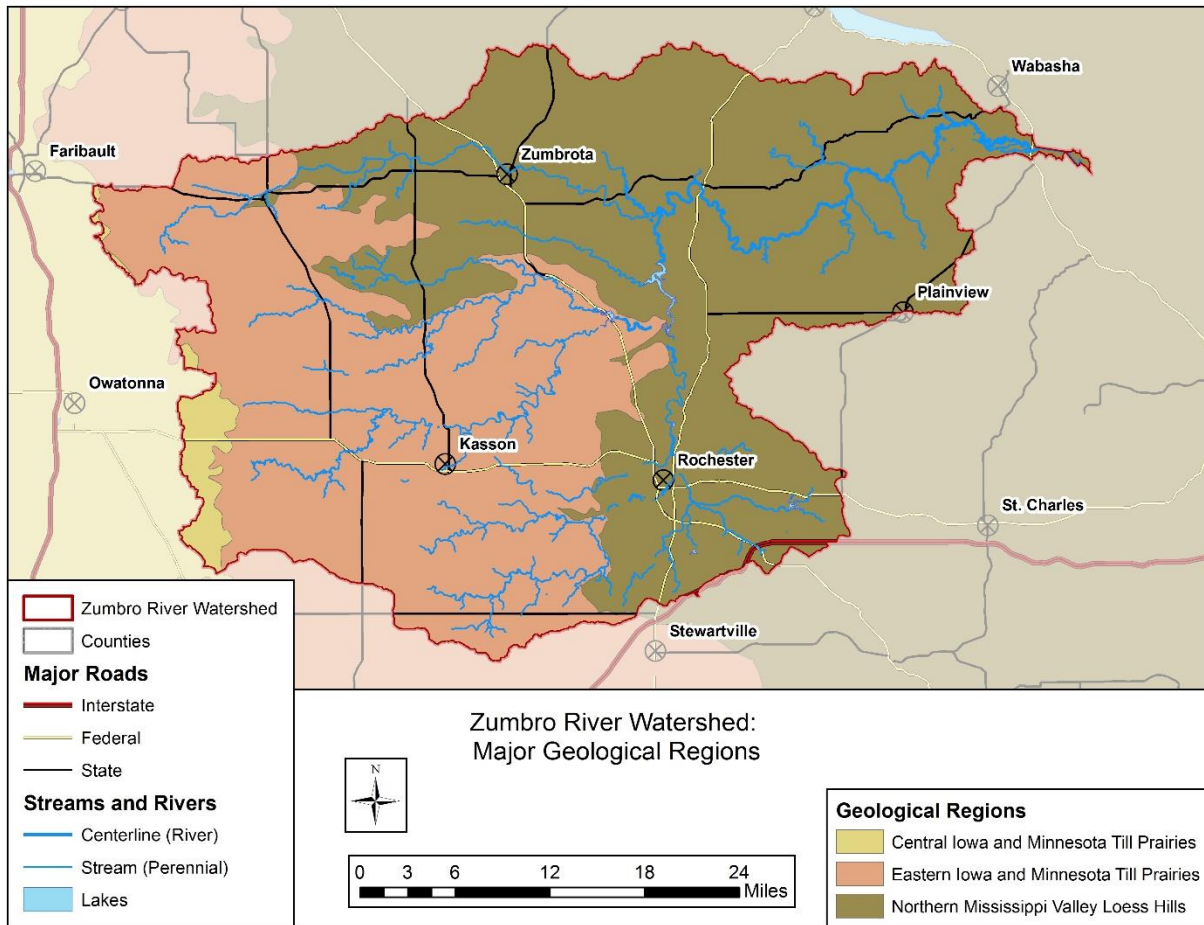 Wabasha
Faribault
Zumbrota
Plainview
Owatonna
Kasson
Rochester
St. Charles
Stewartville
Zumbro River Watershed
Counties
Major Roads
Interstate
Federal
State
Streams and Rivers
Centerline (River)
Stream (Perennial)
Lakes
Zumbro River Watershed:
Major Geological Regions
N
0 3 6 12 18 24
Miles
Geological Regions
Central Iowa and Minnesota Till Prairies
Eastern Iowa and Minnesota Till Prairies
Northern Mississippi Valley Loess Hills